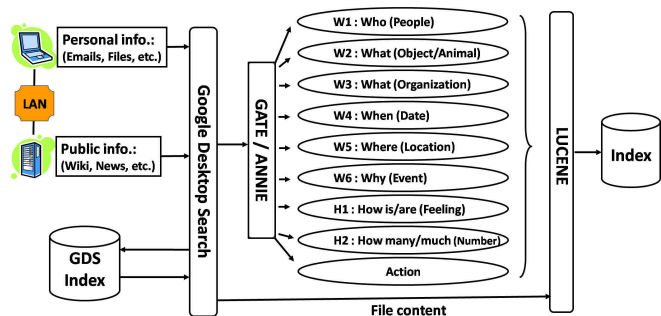 Personal info.:
(Emails, Files, etc.)
LAN
Public info.:
(Wiki, News, etc.)
GDS
Index
Google Desktop Search
GATE / ANNIE
W1 : Who (People)
W2 : What (Object/Animal)
W3 : What (Organization)
W4 : When (Date)
W5 : Where (Location)
W6 : Why (Event)
H1 : How is/are (Feeling)
H2 : How many/much (Number)
Action
File content
LUCENE
Index